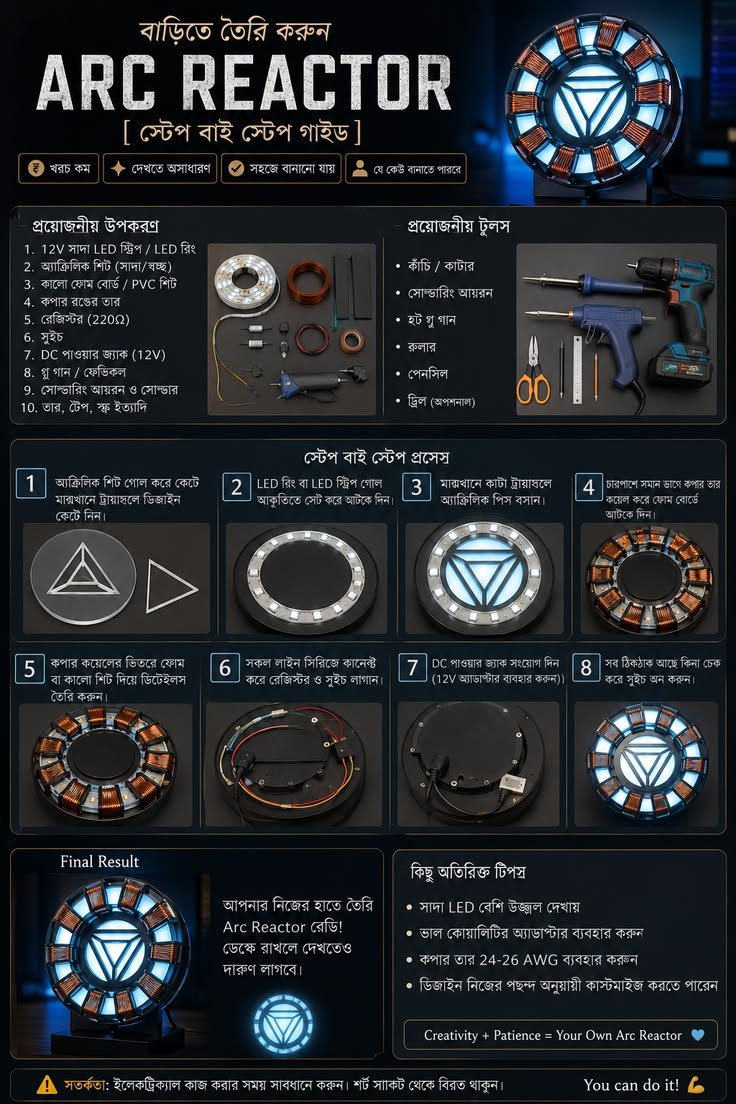 বাড়িতে তৈরি করুন
ARC REACTOR
[ স্টেপ বাই স্টেপ গাইড ]
খরচ কম
দেখতে অসাধারণ
সহজে বানানো যায়
যে কেউ বানাতে পারবে
প্রয়োজনীয় উপকরণ
1. 12V সাদা LED স্ট্রিপ / LED রিং
2. অ্যাক্রিলিক শিট (সাদা/স্বচ্ছ)
3. কালো ফোম বোর্ড / PVC শিট
4. কপার রঙের তার
5. রেজিস্টর (220Ω)
6. সুইচ
7. DC পাওয়ার জ্যাক (12V)
8. গ্লু গান / ফেভিকল
9. সোল্ডারিং আয়রন ও সোল্ডার
10. তার, টেপ, স্ক্রু ইত্যাদি
প্রয়োজনীয় টুলস
• কাঁচি / কাটার
• সোল্ডারিং আয়রন
• হট গ্লু গান
• রুলার
• পেনসিল
• ড্রিল (অপশনাল)
স্টেপ বাই স্টেপ প্রসেস
1
অ্যাক্রিলিক শিট গোল করে কেটে
মাঝখানে ট্রায়াঙ্গলে ডিজাইন
কেটে নিন।
2
LED রিং বা LED স্ট্রিপ গোল
আকৃতিতে সেট করে আটকে দিন।
3
মাঝখানে কাটা ট্রায়াঙ্গলে
অ্যাক্রিলিক পিস বসান।
4
চারপাশে সমান ভাগে কপার তার
কয়েল করে ফোম বোর্ডে
আটকে দিন।
5
কপার কয়েলের ভিতরে ফোম
বা কালো শিট দিয়ে ডিটেইলস
তৈরি করুন।
6
সকল লাইন সিরিজে কানেক্ট
করে রেজিস্টর ও সুইচ লাগান।
7
DC পাওয়ার জ্যাক সংযোগ দিন
(12V অ্যাডাপ্টার ব্যবহার করুন))
8
সব ঠিকঠাক আছে কিনা চেক
করে সুইচ অন করুন।
Final Result
আপনার নিজের হাতে তৈরি
Arc Reactor রেডি!
ডেস্কে রাখলে দেখতেও
দারুণ লাগবে।
কিছু অতিরিক্ত টিপস
• সাদা LED বেশি উজ্জ্বল দেখায়
• ভাল কোয়ালিটির অ্যাডাপ্টার ব্যবহার করুন
• কপার তার 24-26 AWG ব্যবহার করুন
• ডিজাইন নিজের পছন্দ অনুয়ায়ী কাস্টমাইজ করতে পারেন
Creativity + Patience = Your Own Arc Reactor
সতর্কতা: ইলেকট্রিক্যাল কাজ করার সময় সাবধানে করুন। শর্ট সাাকট থেকে বিরত থাকুন।
You can do it!